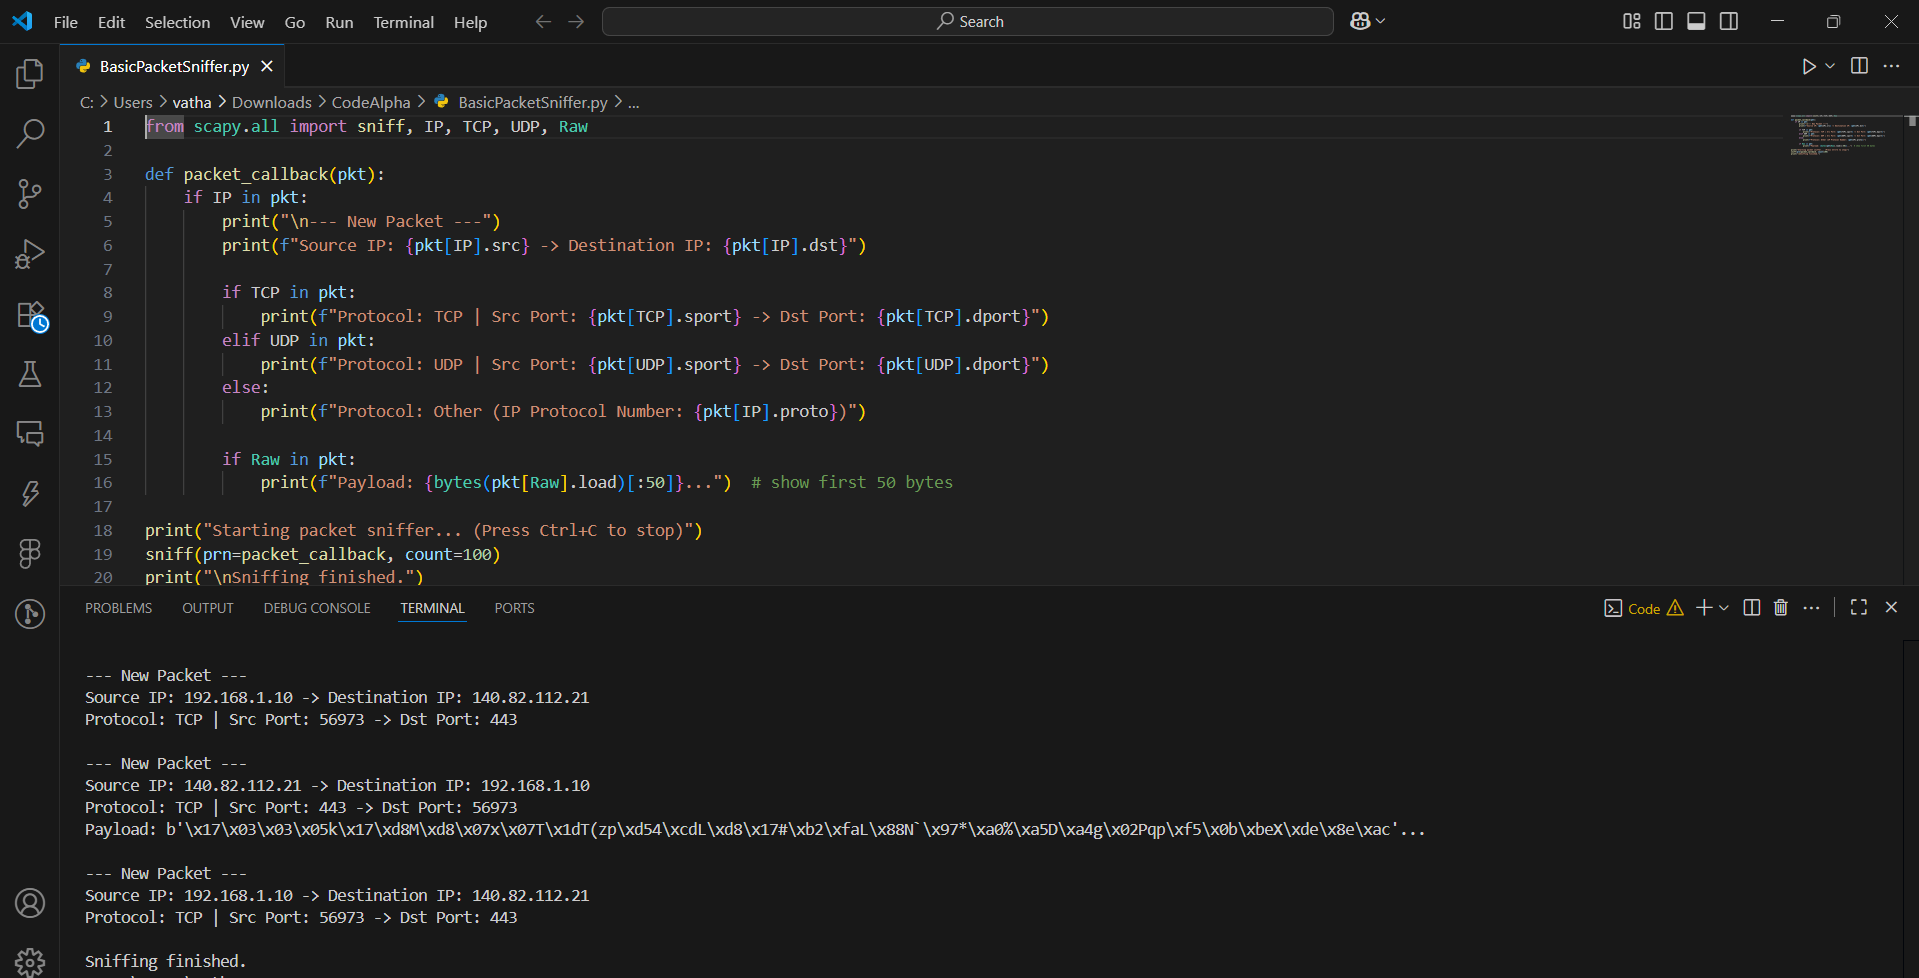 File Edit Selection View Go Run Terminal Help Search
BasicPacketSniffer.py
C: > Users > vatha > Downloads > CodeAlpha > BasicPacketSniffer.py > ...
1 from scapy.all import sniff, IP, TCP, UDP, Raw
2
3 def packet_callback(pkt):
4 if IP in pkt:
5 print("\n--- New Packet ---")
6 print(f"Source IP: {pkt[IP].src} -> Destination IP: {pkt[IP].dst}")
7
8 if TCP in pkt:
9 print(f"Protocol: TCP | Src Port: {pkt[TCP].sport} -> Dst Port: {pkt[TCP].dport}")
10 elif UDP in pkt:
11 print(f"Protocol: UDP | Src Port: {pkt[UDP].sport} -> Dst Port: {pkt[UDP].dport}")
12 else:
13 print(f"Protocol: Other (IP Protocol Number: {pkt[IP].proto})")
14
15 if Raw in pkt:
16 print(f"Payload: {bytes(pkt[Raw].load)[:50]}...") # show first 50 bytes
17
18 print("Starting packet sniffer... (Press Ctrl+C to stop)")
19 sniff(prn=packet_callback, count=100)
20 print("\nSniffing finished.")
PROBLEMS OUTPUT DEBUG CONSOLE TERMINAL PORTS Code
--- New Packet ---
Source IP: 192.168.1.10 -> Destination IP: 140.82.112.21
Protocol: TCP | Src Port: 56973 -> Dst Port: 443
--- New Packet ---
Source IP: 140.82.112.21 -> Destination IP: 192.168.1.10
Protocol: TCP | Src Port: 443 -> Dst Port: 56973
Payload: b'\x17\x03\x03\x05k\x17\xd8M\xd8\x07x\x07T\x1dT(zp\xd54\xcdL\xd8\x17#\xb2\xfaL\x88N`\x97*\xa0%\xa5D\xa4g\x02Pqp\xf5\x0b\xbeX\xde\x8e\xac'...
--- New Packet ---
Source IP: 192.168.1.10 -> Destination IP: 140.82.112.21
Protocol: TCP | Src Port: 56973 -> Dst Port: 443
Sniffing finished.